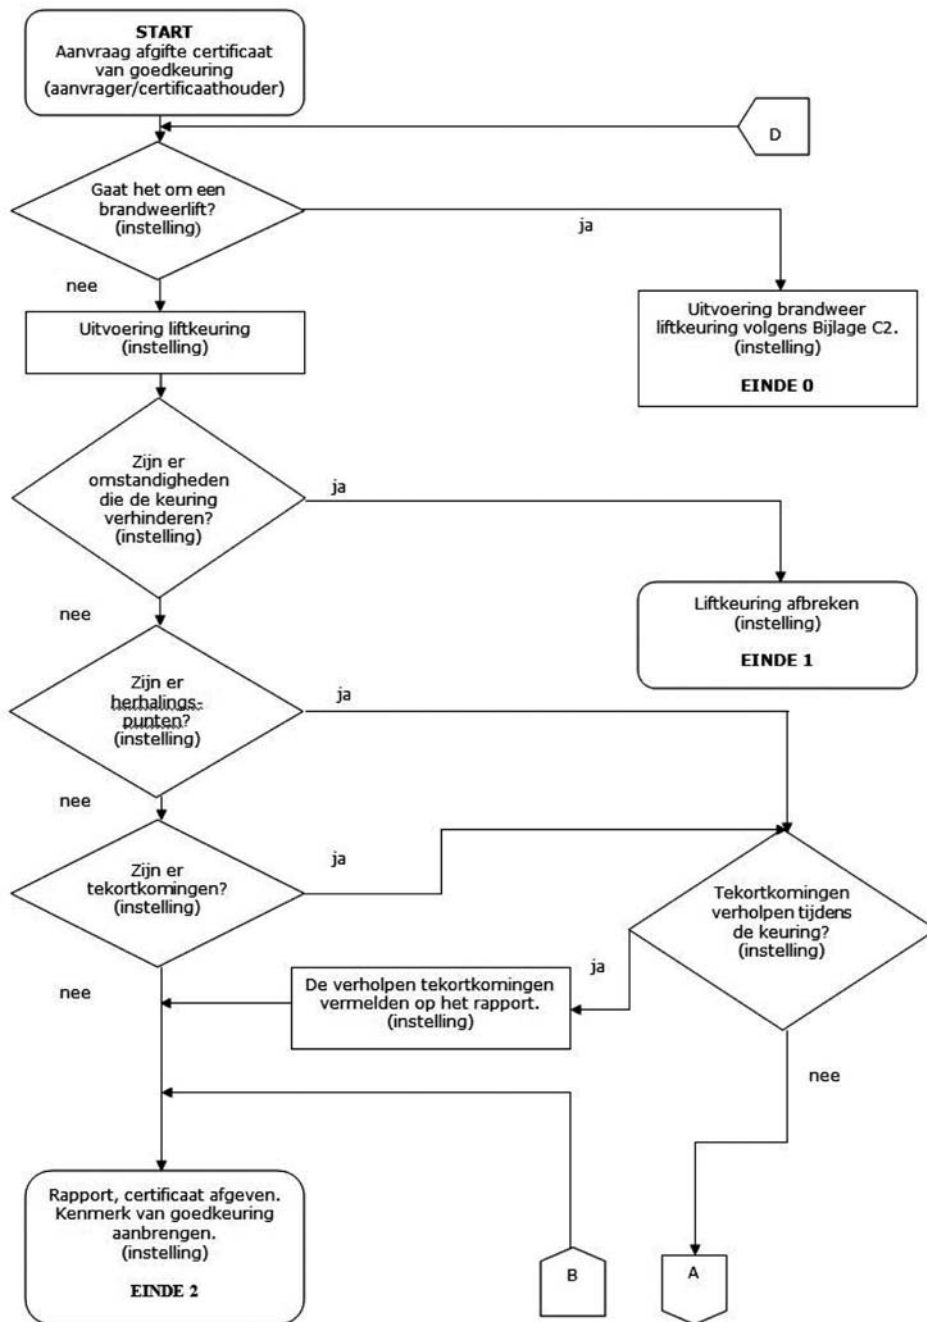 START
Aanvraag afgifte certificaat
van goedkeuring
(aanvrager/certificaathouder)
D
Gaat het om een
brandweerlift?
(instelling)
ja
nee
Uitvoering liftkeuring
(instelling)
Uitvoering brandweer
liftkeuring volgens Bijlage C2.
(instelling)
EINDE 0
Zijn er
omstandigheden
die de keuring
verhinderen?
(instelling)
ja
nee
Liftkeuring afbreken
(instelling)
EINDE 1
Zijn er
herhalings-
punten?
(instelling)
ja
nee
Zijn er
tekortkomingen?
(instelling)
ja
nee
Tekortkomingen
verholpen tijdens
de keuring?
(instelling)
ja
De verholpen tekortkomingen
vermelden op het rapport.
(instelling)
nee
Rapport, certificaat afgeven.
Kenmerk van goedkeuring
aanbrengen.
(instelling)
EINDE 2
B
A